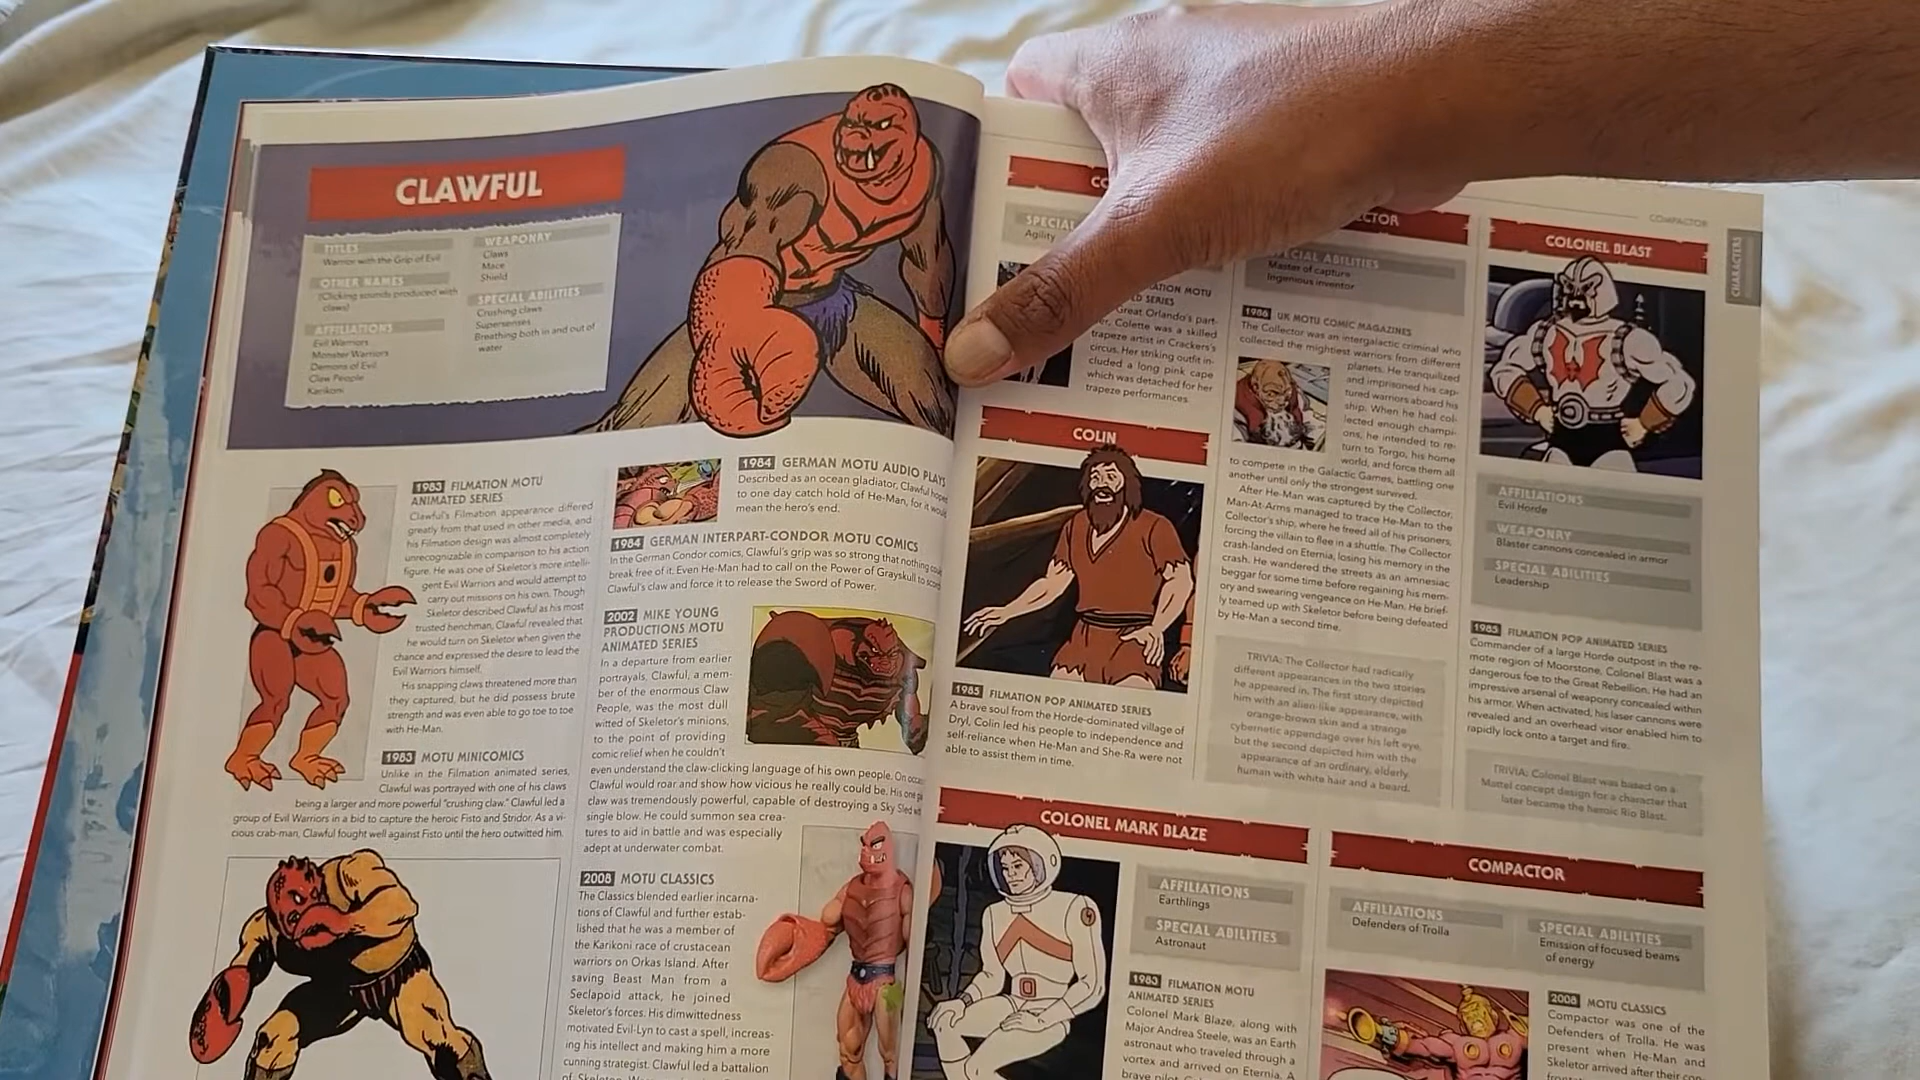 CLAWFUL
TITLES
Warrior with the Grip of Evil
OTHER NAMES
(Clicking sounds produced with
claws)
AFFILIATIONS
Evil Warriors
Monster Warriors
Demons of Evil
Claw People
Karikoni
WEAPONRY
Claws
Mace
Shield
SPECIAL ABILITIES
Crushing claws
Supersenses
Breathing both in and out of
water
1983 FILMATION MOTU
ANIMATED SERIES
Clawful's Filmation appearance differed
greatly from that used in other media, and
his Filmation design was almost completely
unrecognizable in comparison to his action
figure. He was one of Skeletor's more intelli-
gent Evil Warriors and would attempt to
carry out missions on his own. Though
Skeletor described Clawful as his most
trusted henchman, Clawful revealed that
he would turn on Skeletor when given the
chance and expressed the desire to lead the
Evil Warriors himself.
His snapping claws threatened more than
they captured, but he did possess brute
strength and was even able to go toe to toe
with He-Man.
1983 MOTU MINICOMICS
Unlike in the Filmation animated series,
Clawful was portrayed with one of his claws
being a larger and more powerful "crushing claw." Clawful led a
group of Evil Warriors in a bid to capture the heroic Fisto and Stridor. As a vi-
cious crab-man, Clawful fought well against Fisto until the hero outwitted him.
1984 GERMAN MOTU AUDIO PLAYS
Described as an ocean gladiator, Clawful hoped
to one day catch hold of He-Man, for it would
mean the hero's end.
1984 GERMAN INTERPART-CONDOR MOTU COMICS
In the German Condor comics, Clawful's grip was so strong that nothing could
break free of it. Even He-Man had to call on the Power of Grayskull to
Clawful's claw and force it to release the Sword of Power.
2002 MIKE YOUNG
PRODUCTIONS MOTU
ANIMATED SERIES
In a departure from earlier
portrayals, Clawful, a mem-
ber of the enormous Claw
People, was the most dull
witted of Skeletor's minions,
to the point of providing
comic relief when he couldn't
even understand the claw-clicking language of his own people. On
Clawful would roar and show how vicious he really could be. His one
claw was tremendously powerful, capable of destroying a Sky Sled
single blow. He could summon sea crea-
tures to aid in battle and was especially
adept at underwater combat.
2008 MOTU CLASSICS
The Classics blended earlier incarna-
tions of Clawful and further estab-
lished that he was a member of
the Karikoni race of crustacean
warriors on Orkas Island. After
saving Beast Man from a
Seclapoid attack, he joined
Skeletor's forces. His dimwittedness
motivated Evil-Lyn to cast a spell, increas-
ing his intellect and making him a more
cunning strategist. Clawful led a battalion
COMPACTOR
CHARACTERS
SPECIAL
Agility
Great Orlando's part-
Colette was a skilled
trapeze artist in Crackers's
circus. Her striking outfit in-
cluded a long pink cape
which was detached for her
trapeze performances
COLIN
1985 FILMATION POP ANIMATED SERIES
A brave soul from the Horde-dominated village of
Dryl, Colin led his people to independence and
self-reliance when He-Man and She-Ra were not
able to assist them in time.
ABILITIES
Master of capture
Ingenious inventor
1986 UK MOTU COMIC MAGAZINES
The Collector was an intergalactic criminal who
collected the mightiest warriors from different
planets. He tranquilized
and imprisoned his cap-
tured warriors aboard his
ship. When he had col-
lected enough champi-
ons, he intended to re-
turn to Torgo, his home
world, and force them all
to compete in the Galactic Games, battling one
another until only the strongest survived.
After He-Man was captured by the Collector,
Man-At-Arms managed to trace He-Man to the
Collector's ship, where he freed all of his prisoners,
forcing the villain to flee in a shuttle. The Collector
crash-landed on Eternia, losing his memory in the
crash. He wandered the streets as an amnesiac
beggar for some time before regaining his mem-
ory and swearing vengeance on He-Man. He brief-
ly teamed up with Skeletor before being defeated
by He-Man a second time.
TRIVIA: The Collector had radically
different appearances in the two stories
he appeared in. The first story depicted
him with an alien-like appearance, with
orange-brown skin and a strange
cybernetic appendage over his left eye,
but the second depicted him with the
appearance of an ordinary, elderly
human with white hair and a beard.
COLONEL BLAST
AFFILIATIONS
Evil Horde
WEAPONRY
Blaster cannons concealed in armor
SPECIAL ABILITIES
Leadership
1985 FILMATION POP ANIMATED SERIES
Commander of a large Horde outpost in the re-
mote region of Moorstone, Colonel Blast was a
dangerous foe to the Great Rebellion. He had an
impressive arsenal of weaponry concealed within
his armor. When activated, his laser cannons were
revealed and an overhead visor enabled him to
rapidly lock onto a target and fire.
TRIVIA: Colonel Blast was based on a
Mattel concept design for a character that
later became the heroic Rio Blast.
COLONEL MARK BLAZE
AFFILIATIONS
Earthlings
SPECIAL ABILITIES
Astronaut
1983 FILMATION MOTU
ANIMATED SERIES
Colonel Mark Blaze, along with
Major Andrea Steele, was an Earth
astronaut who traveled through a
vortex and arrived on Eternia. A
COMPACTOR
AFFILIATIONS
Defenders of Trolla
SPECIAL ABILITIES
Emission of focused beams
of energy
2008 MOTU CLASSICS
Compactor was one of the
Defenders of Trolla. He was
present when He-Man and
Skeletor arrived after their